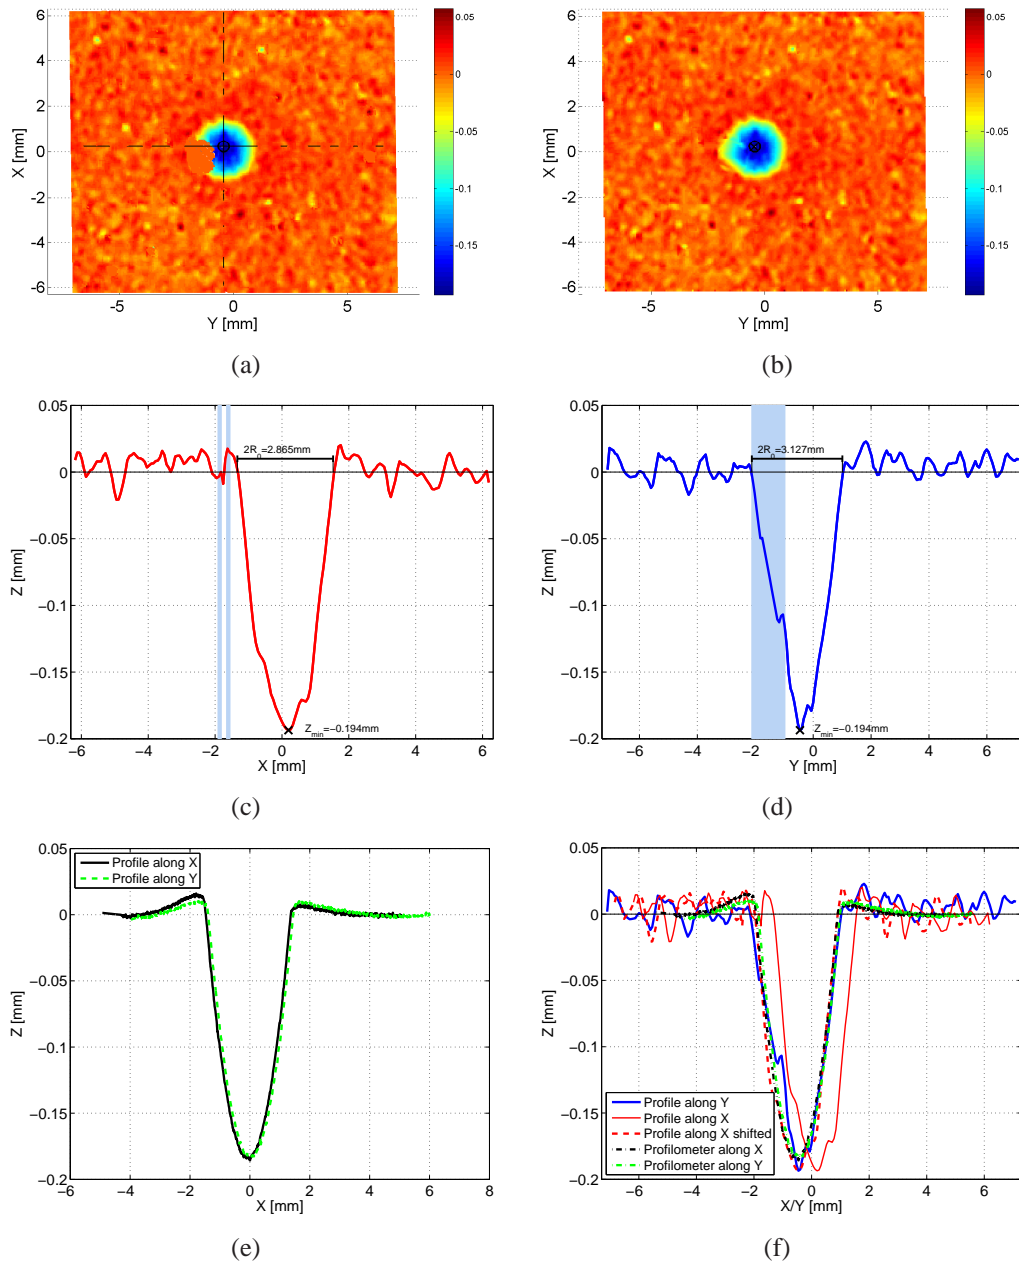 6
4
2
0
−2
−4
−6
X [mm]
−5
0
5
Y [mm]
0.05
0
−0.05
−0.1
−0.15
(a)
6
4
2
0
−2
−4
−6
X [mm]
−5
0
5
Y [mm]
0.05
0
−0.05
−0.1
−0.15
(b)
0.05
0
−0.05
−0.1
−0.15
−0.2
Z [mm]
2R0=2.865mm
Zmin=−0.194mm
−6
−4
−2
0
2
4
6
X [mm]
(c)
0.05
0
−0.05
−0.1
−0.15
−0.2
Z [mm]
2R0=3.127mm
Zmin=−0.194mm
−6
−4
−2
0
2
4
6
Y [mm]
(d)
0.05
0
−0.05
−0.1
−0.15
−0.2
Z [mm]
Profile along X
Profile along Y
−6
−4
−2
0
2
4
6
8
X [mm]
(e)
0.05
0
−0.05
−0.1
−0.15
−0.2
Z [mm]
Profile along Y
Profile along X
Profile along X shifted
Profilometer along X
Profilometer along Y
−6
−4
−2
0
2
4
6
X/Y [mm]
(f)